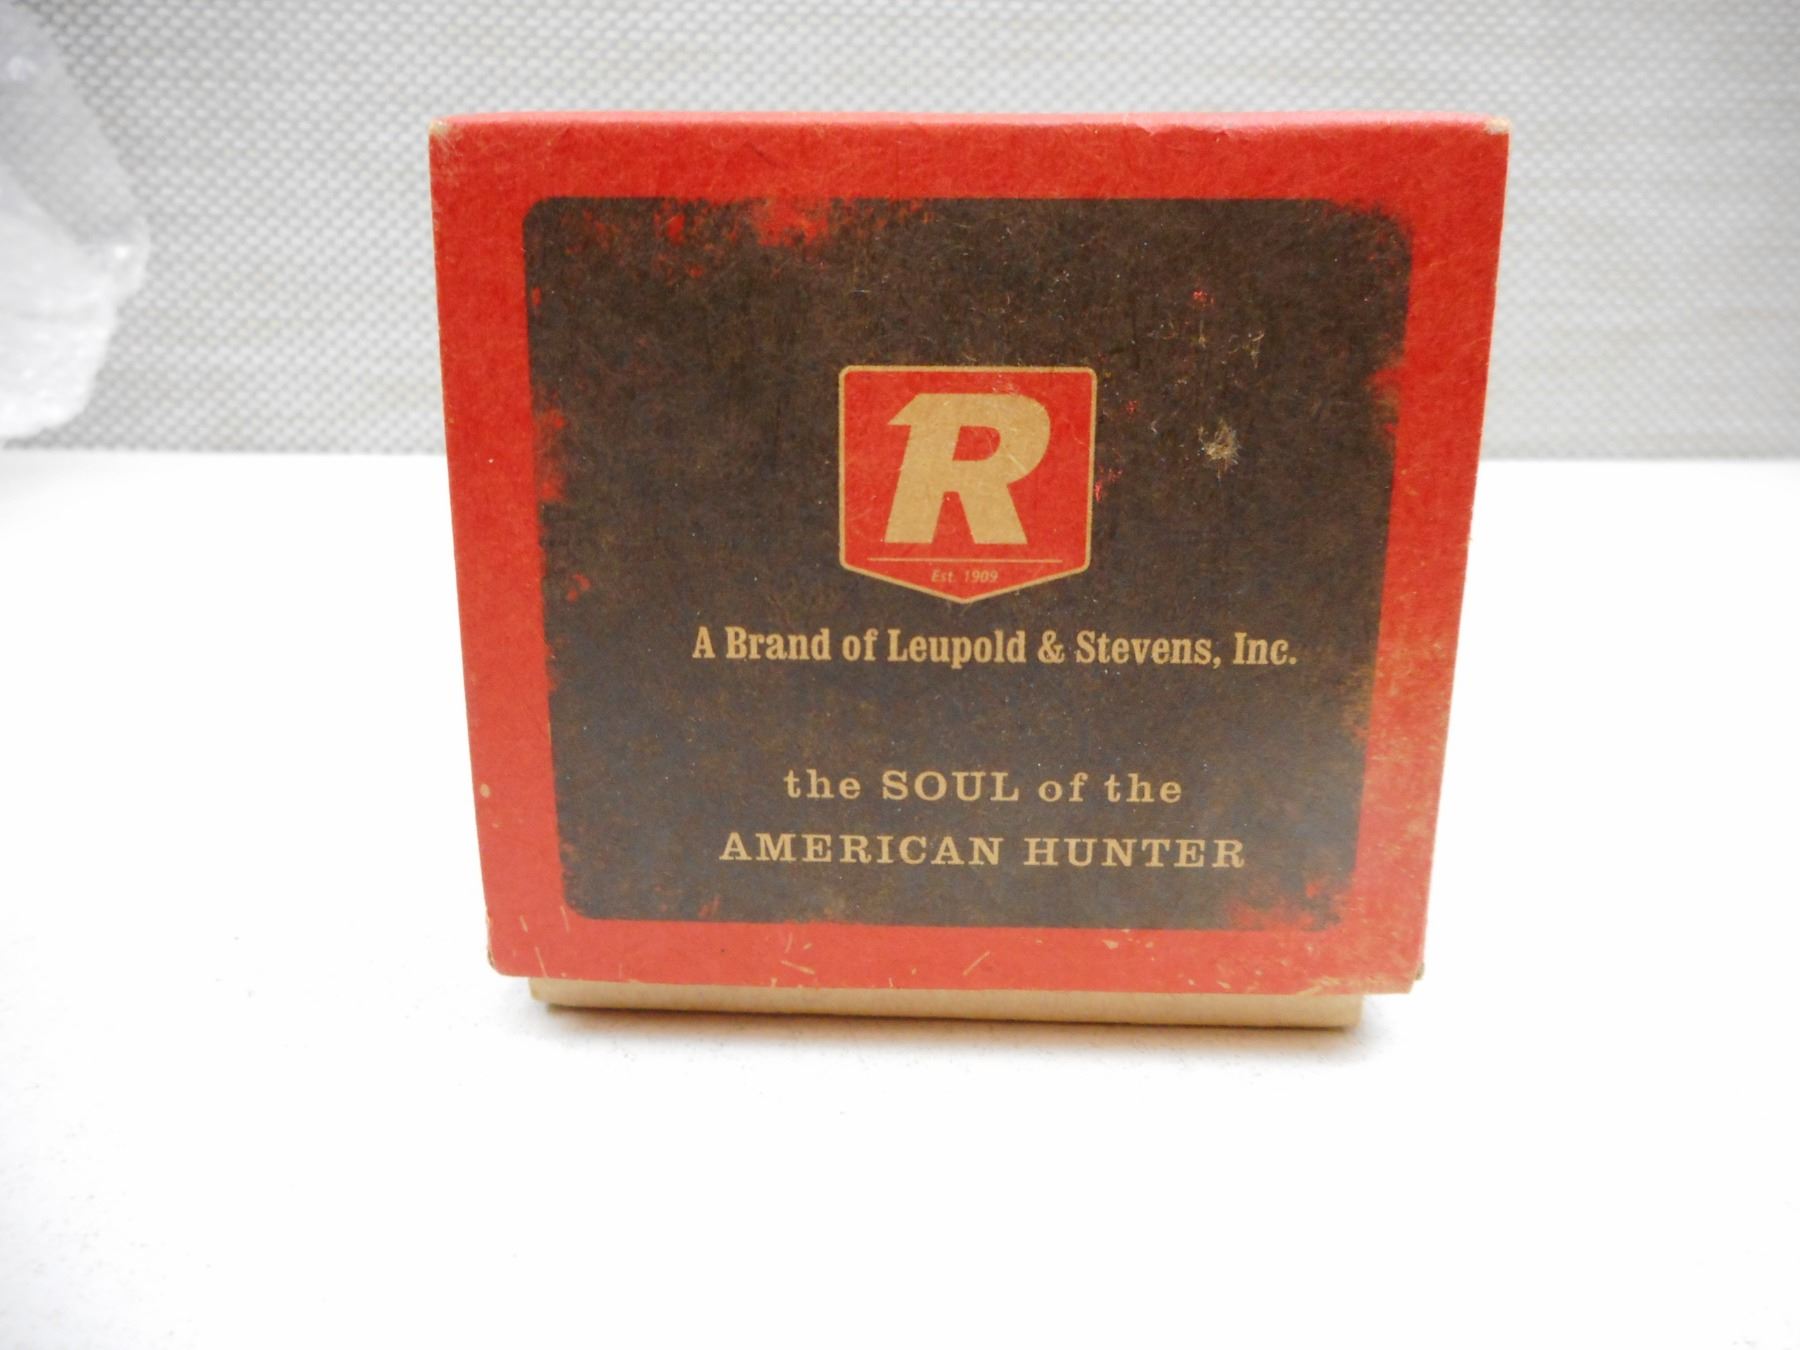 R
Est. 1909
A Brand of Leupold & Stevens, Inc.
the SOUL of the
AMERICAN HUNTER